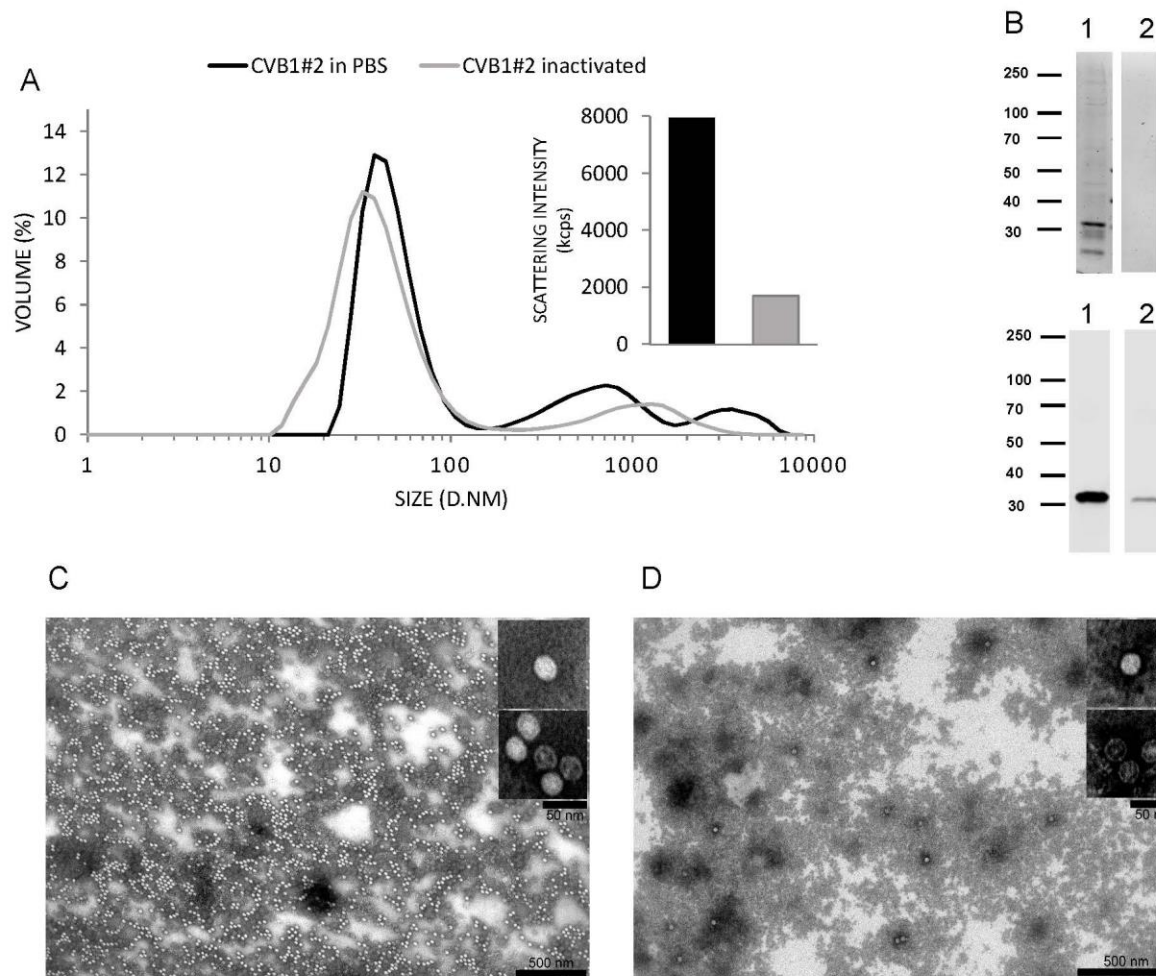 B
1 2
CVB1#2 in PBS CVB1#2 inactivated
A
250
100
70
50
40
30
14
12
10
8
6
4
2
0
VOLUME (%)
1 10 100 1000 10000
SIZE (D.NM)
8000
6000
4000
2000
0
SCATTERING INTENSITY
(kcps)
1 2
250
100
70
50
40
30
C
50 nm
500 nm
D
50 n
500 nm